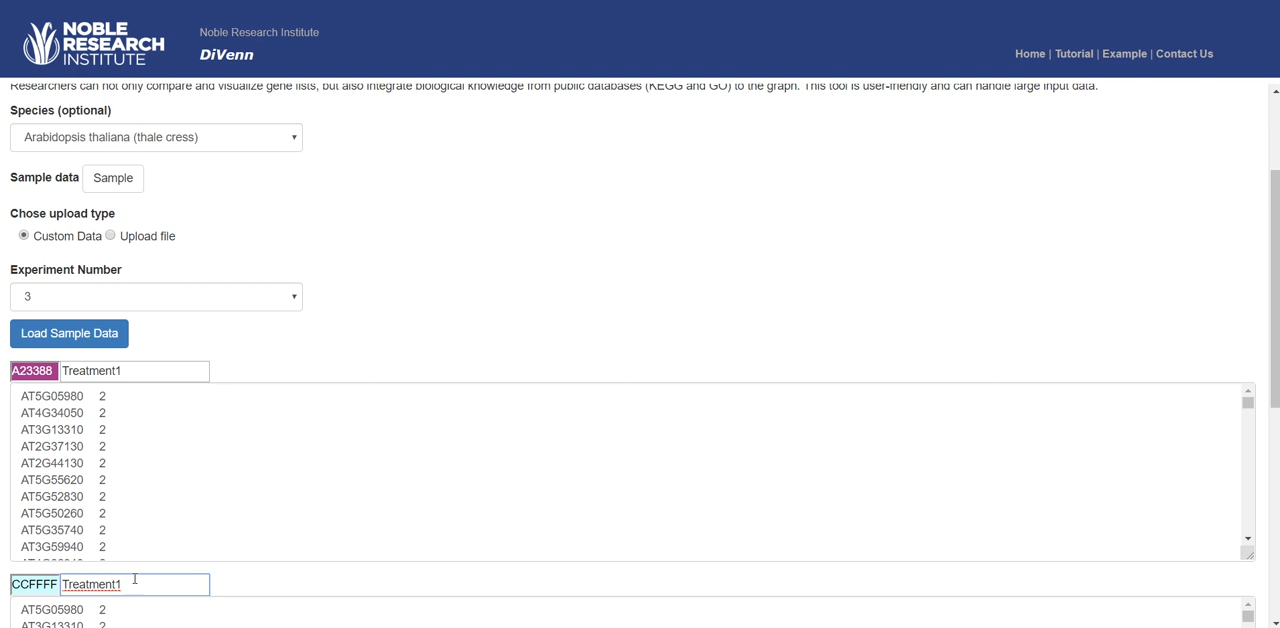 NOBLE
RESEARCH
INSTITUTE
Noble Research Institute
DiVenn
Home | Tutorial | Example | Contact Us
Researchers can not only compare and visualize gene lists, but also integrate biological knowledge from public databases (KEGG and GO) to the graph. This tool is user-friendly and can handle large input data.
Species (optional)
Arabidopsis thaliana (thale cress)
Sample data Sample
Chose upload type
Custom Data Upload file
Experiment Number
3
Load Sample Data
A23388 Treatment1
AT5G05980 2
AT4G34050 2
AT3G13310 2
AT2G37130 2
AT2G44130 2
AT5G55620 2
AT5G52830 2
AT5G50260 2
AT5G35740 2
AT3G59940 2
CCFFFF Treatment1
AT5G05980 2
AT3G13310 2